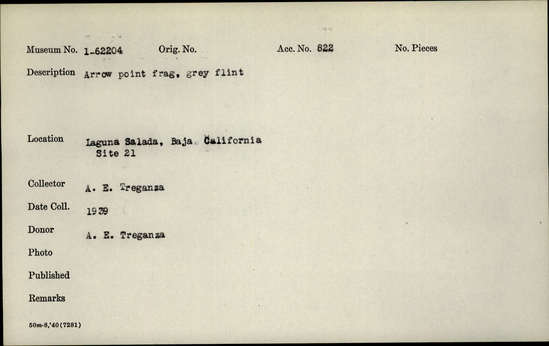 Museum No. 1-62204 Orig. No. Acc. No. 822 No. Pieces
Description Arrow point frag, grey flint
Location Laguna Salada, Baja California
Site 21
Collector A. E. Treganza
Date Coll. 1939
Donor A. E. Treganza
Photo
Published
Remarks
50m-8,'40(7281)